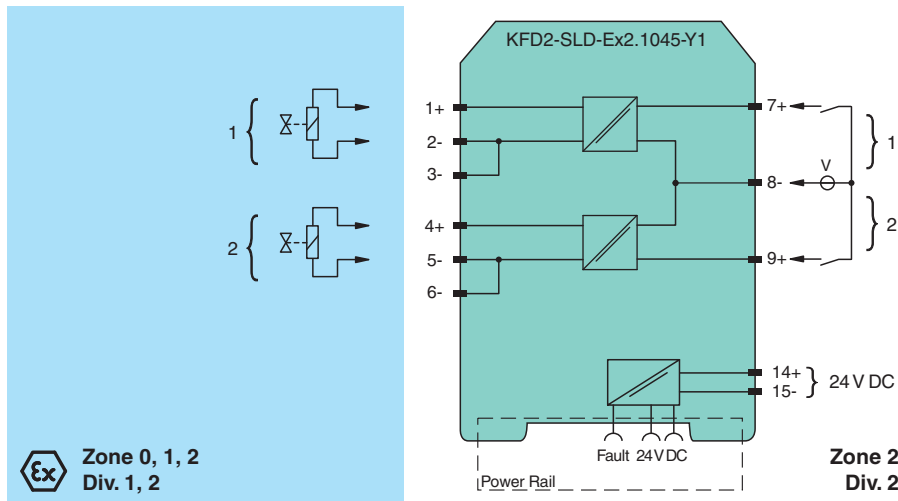 KFD2-SLD-Ex2.1045-Y1
1
1+
2-
3-
7+
8-
V
1
2
4+
5-
6-
9+
2
14+
15-
24 V DC
Fault 24 V DC
Power Rail
Ex
Zone 0, 1, 2
Div. 1, 2
Zone 2
Div. 2